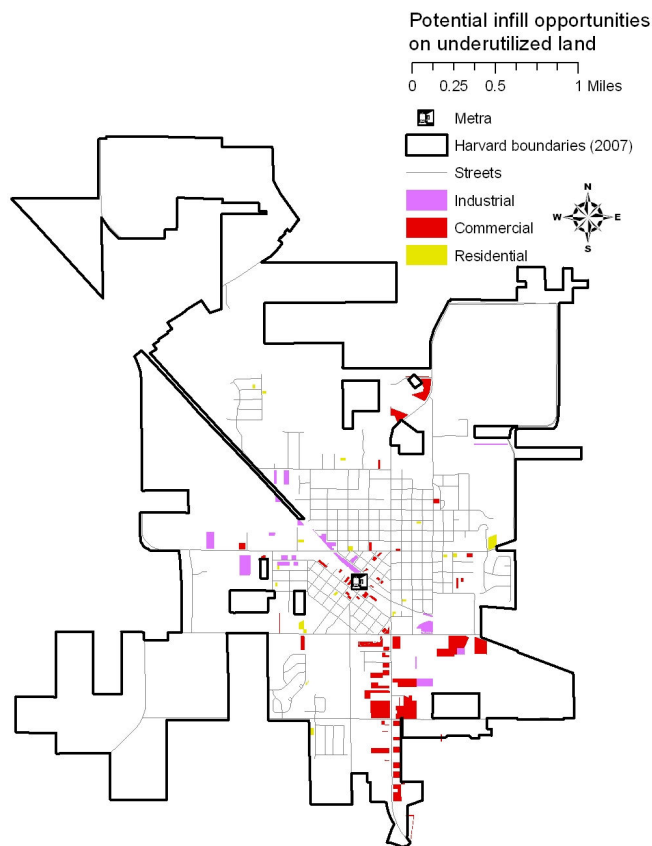 Potential infill opportunities
on underutilized land
0 0.25 0.5 1 Miles
Metra
Harvard boundaries (2007)
Streets
Industrial
Commercial
Residential
N
W E
S